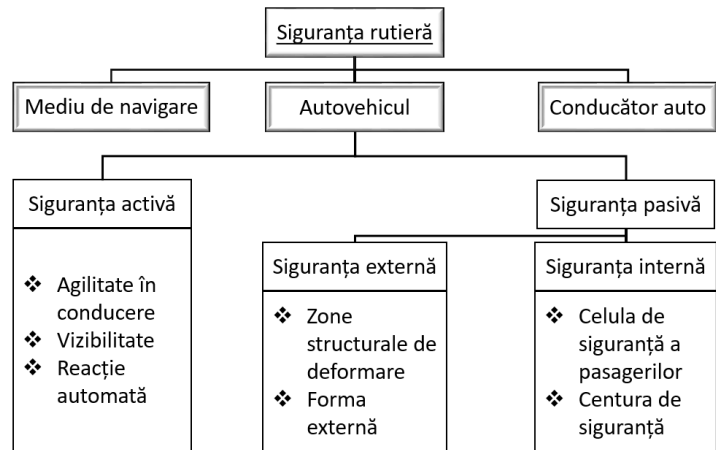 Siguranța rutieră
Mediu de navigare
Autovehicul
Conducător auto
Siguranța activă
Siguranța pasivă
Siguranța externă
Siguranța internă
❖ Agilitate în
conducere
❖ Vizibilitate
❖ Reacție
automată
❖ Zone
structurale de
deformare
❖ Forma
externă
❖ Celula de
siguranță a
pasagerilor
❖ Centura de
siguranță